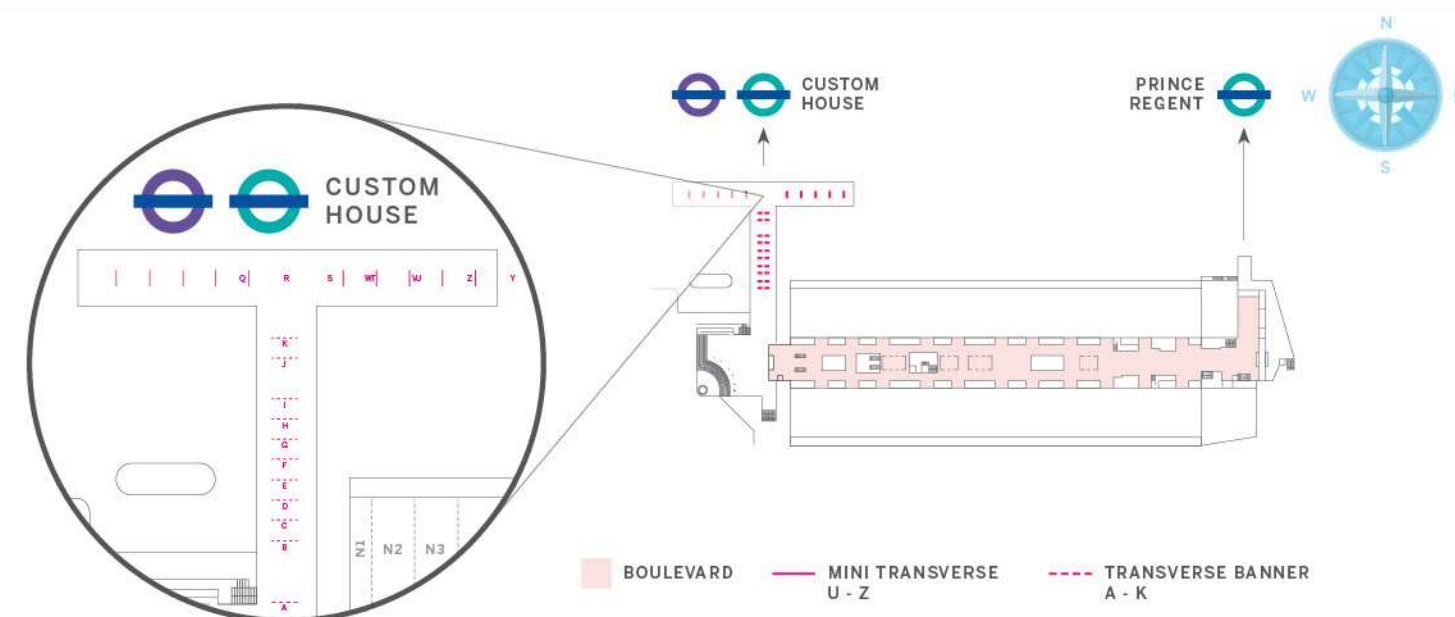 N
W
S
CUSTOM
HOUSE
PRINCE
REGENT
CUSTOM
HOUSE
Q R S WT VU Z Y
K
J
I
H
G
F
E
D
C
B
A
N1 N2 N3
BOULEVARD
MINI TRANSVERSE
U - Z
TRANSVERSE BANNER
A - K